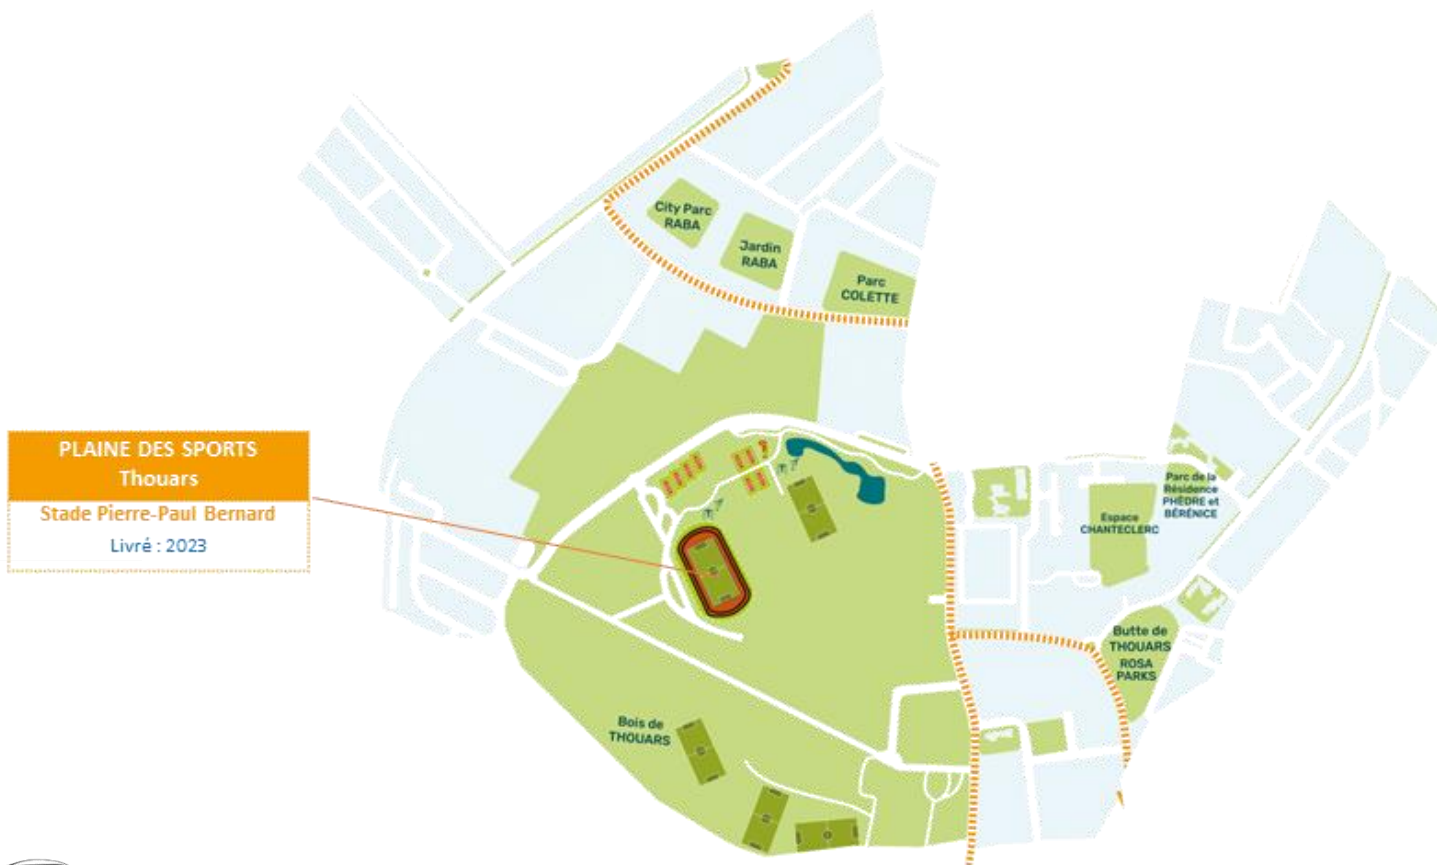 City Parc
RABA
Jardin
RABA
Parc
COLETTE
PLAINE DES SPORTS
Thouars
Stade Pierre-Paul Bernard
Livré : 2023
Parc de la
Résidence
PHÈDRE et
BÉRÉNICE
Espace
CHANTECLERC
Butte de
THOUARS
ROSA
PARKS
Bois de
THOUARS